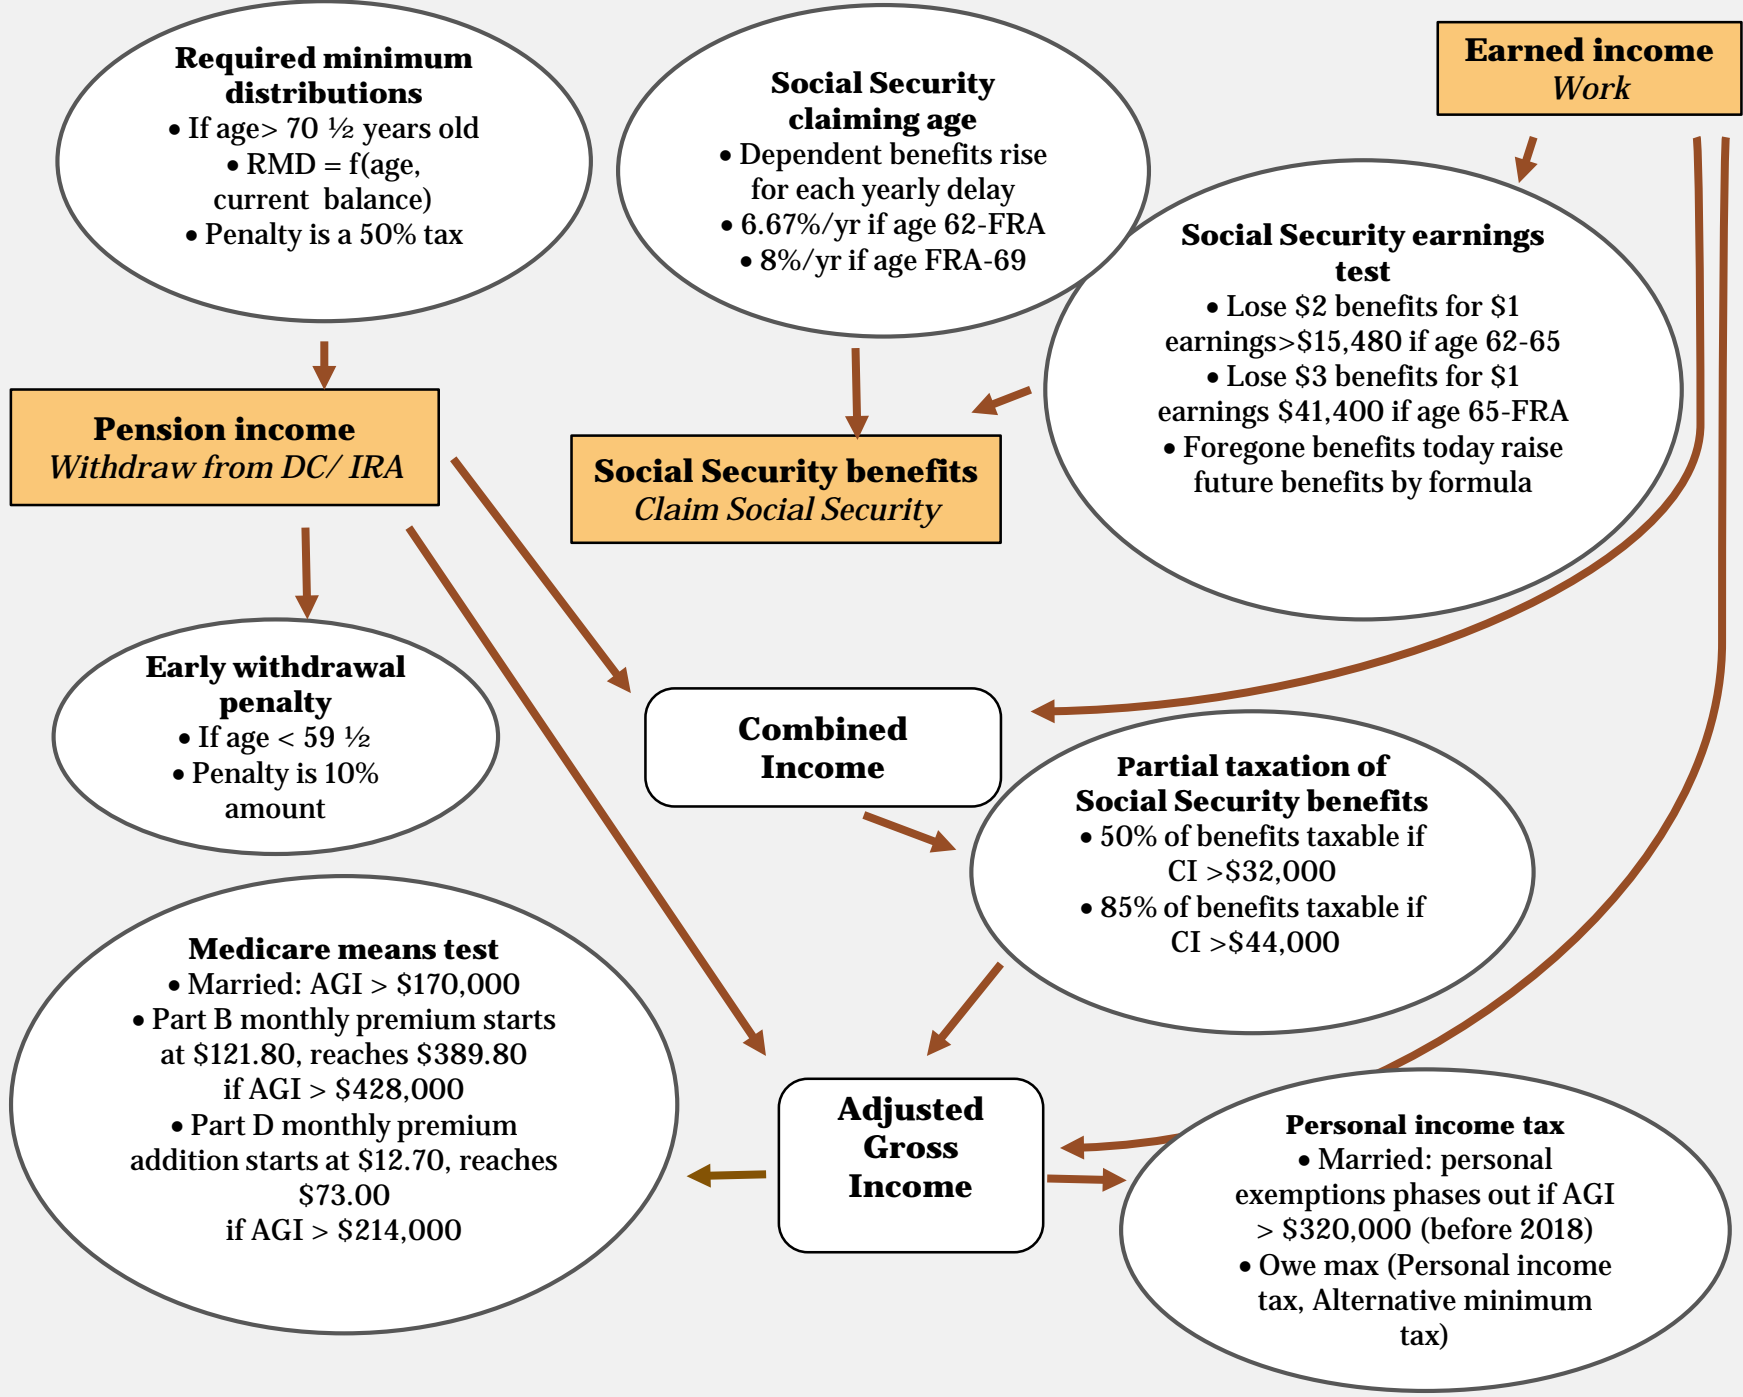 Required minimum
distributions
• If age> 70 ½ years old
• RMD = f(age,
current balance)
• Penalty is a 50% tax
Social Security
claiming age
• Dependent benefits rise
for each yearly delay
• 6.67%/yr if age 62-FRA
• 8%/yr if age FRA-69
Earned income
Work
Social Security earnings
test
• Lose $2 benefits for $1
earnings>$15,480 if age 62-65
• Lose $3 benefits for $1
earnings $41,400 if age 65-FRA
• Foregone benefits today raise
future benefits by formula
Pension income
Withdraw from DC/ IRA
Social Security benefits
Claim Social Security
Early withdrawal
penalty
• If age < 59 ½
• Penalty is 10%
amount
Combined
Income
Partial taxation of
Social Security benefits
• 50% of benefits taxable if
CI >$32,000
• 85% of benefits taxable if
CI >$44,000
Medicare means test
• Married: AGI > $170,000
• Part B monthly premium starts
at $121.80, reaches $389.80
if AGI > $428,000
• Part D monthly premium
addition starts at $12.70, reaches
$73.00
if AGI > $214,000
Adjusted
Gross
Income
Personal income tax
• Married: personal
exemptions phases out if AGI
> $320,000 (before 2018)
• Owe max (Personal income
tax, Alternative minimum
tax)